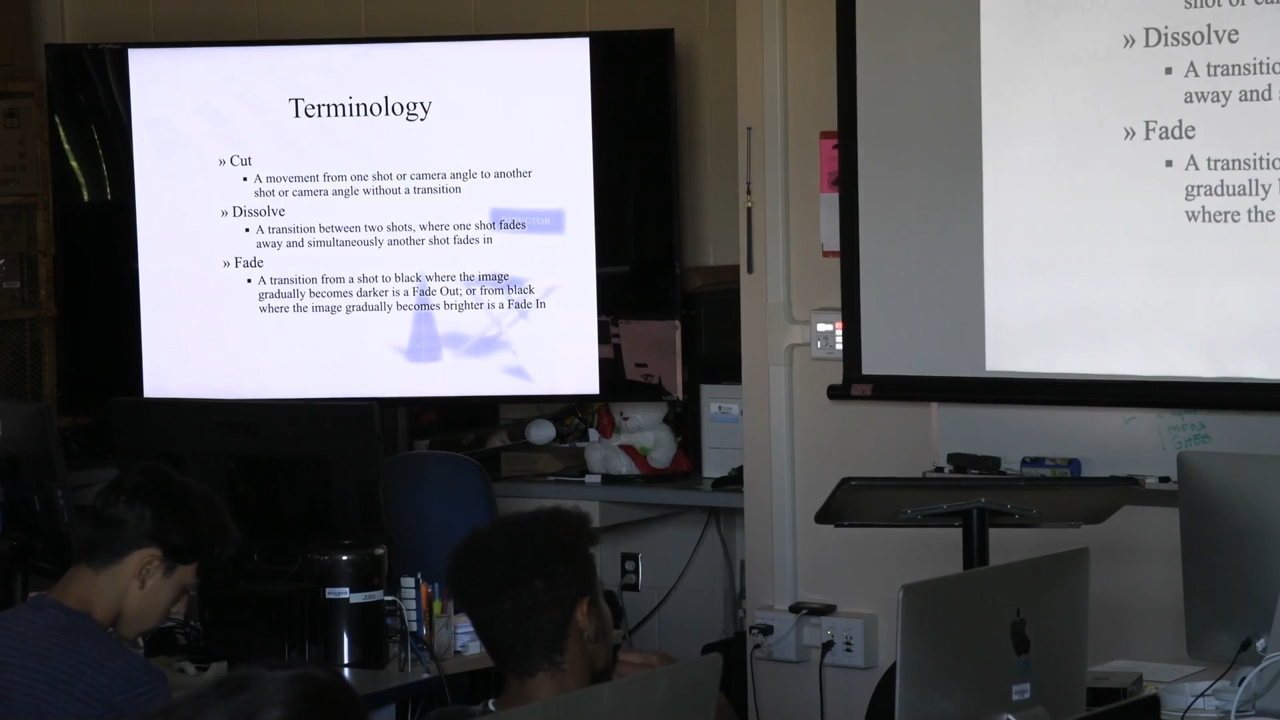 Terminology
» Cut
▪ A movement from one shot or camera angle to another
shot or camera angle without a transition
» Dissolve
▪ A transition between two shots, where one shot fades
away and simultaneously another shot fades in
» Fade
▪ A transition from a shot to black where the image
gradually becomes darker is a Fade Out; or from black
where the image gradually becomes brighter is a Fade In
shot or
» Dissolve
▪ A transitio
away and
» Fade
▪ A transitio
gradually
where the